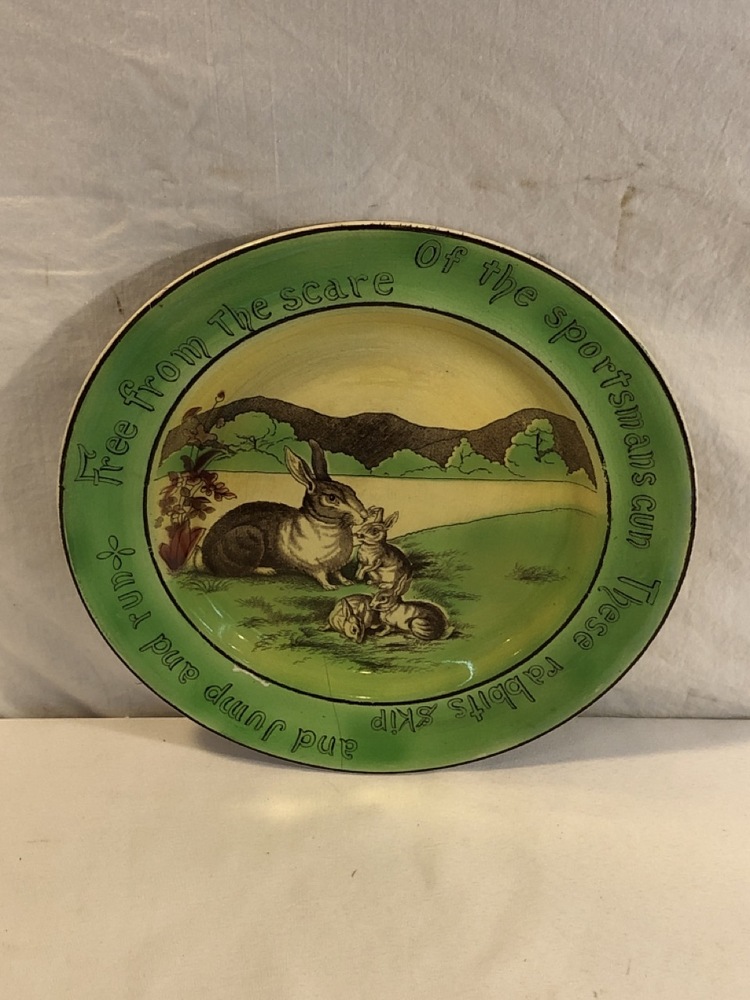 Free from The scare
Of the sportsmans gun
These rabbits skip
and Jump and run